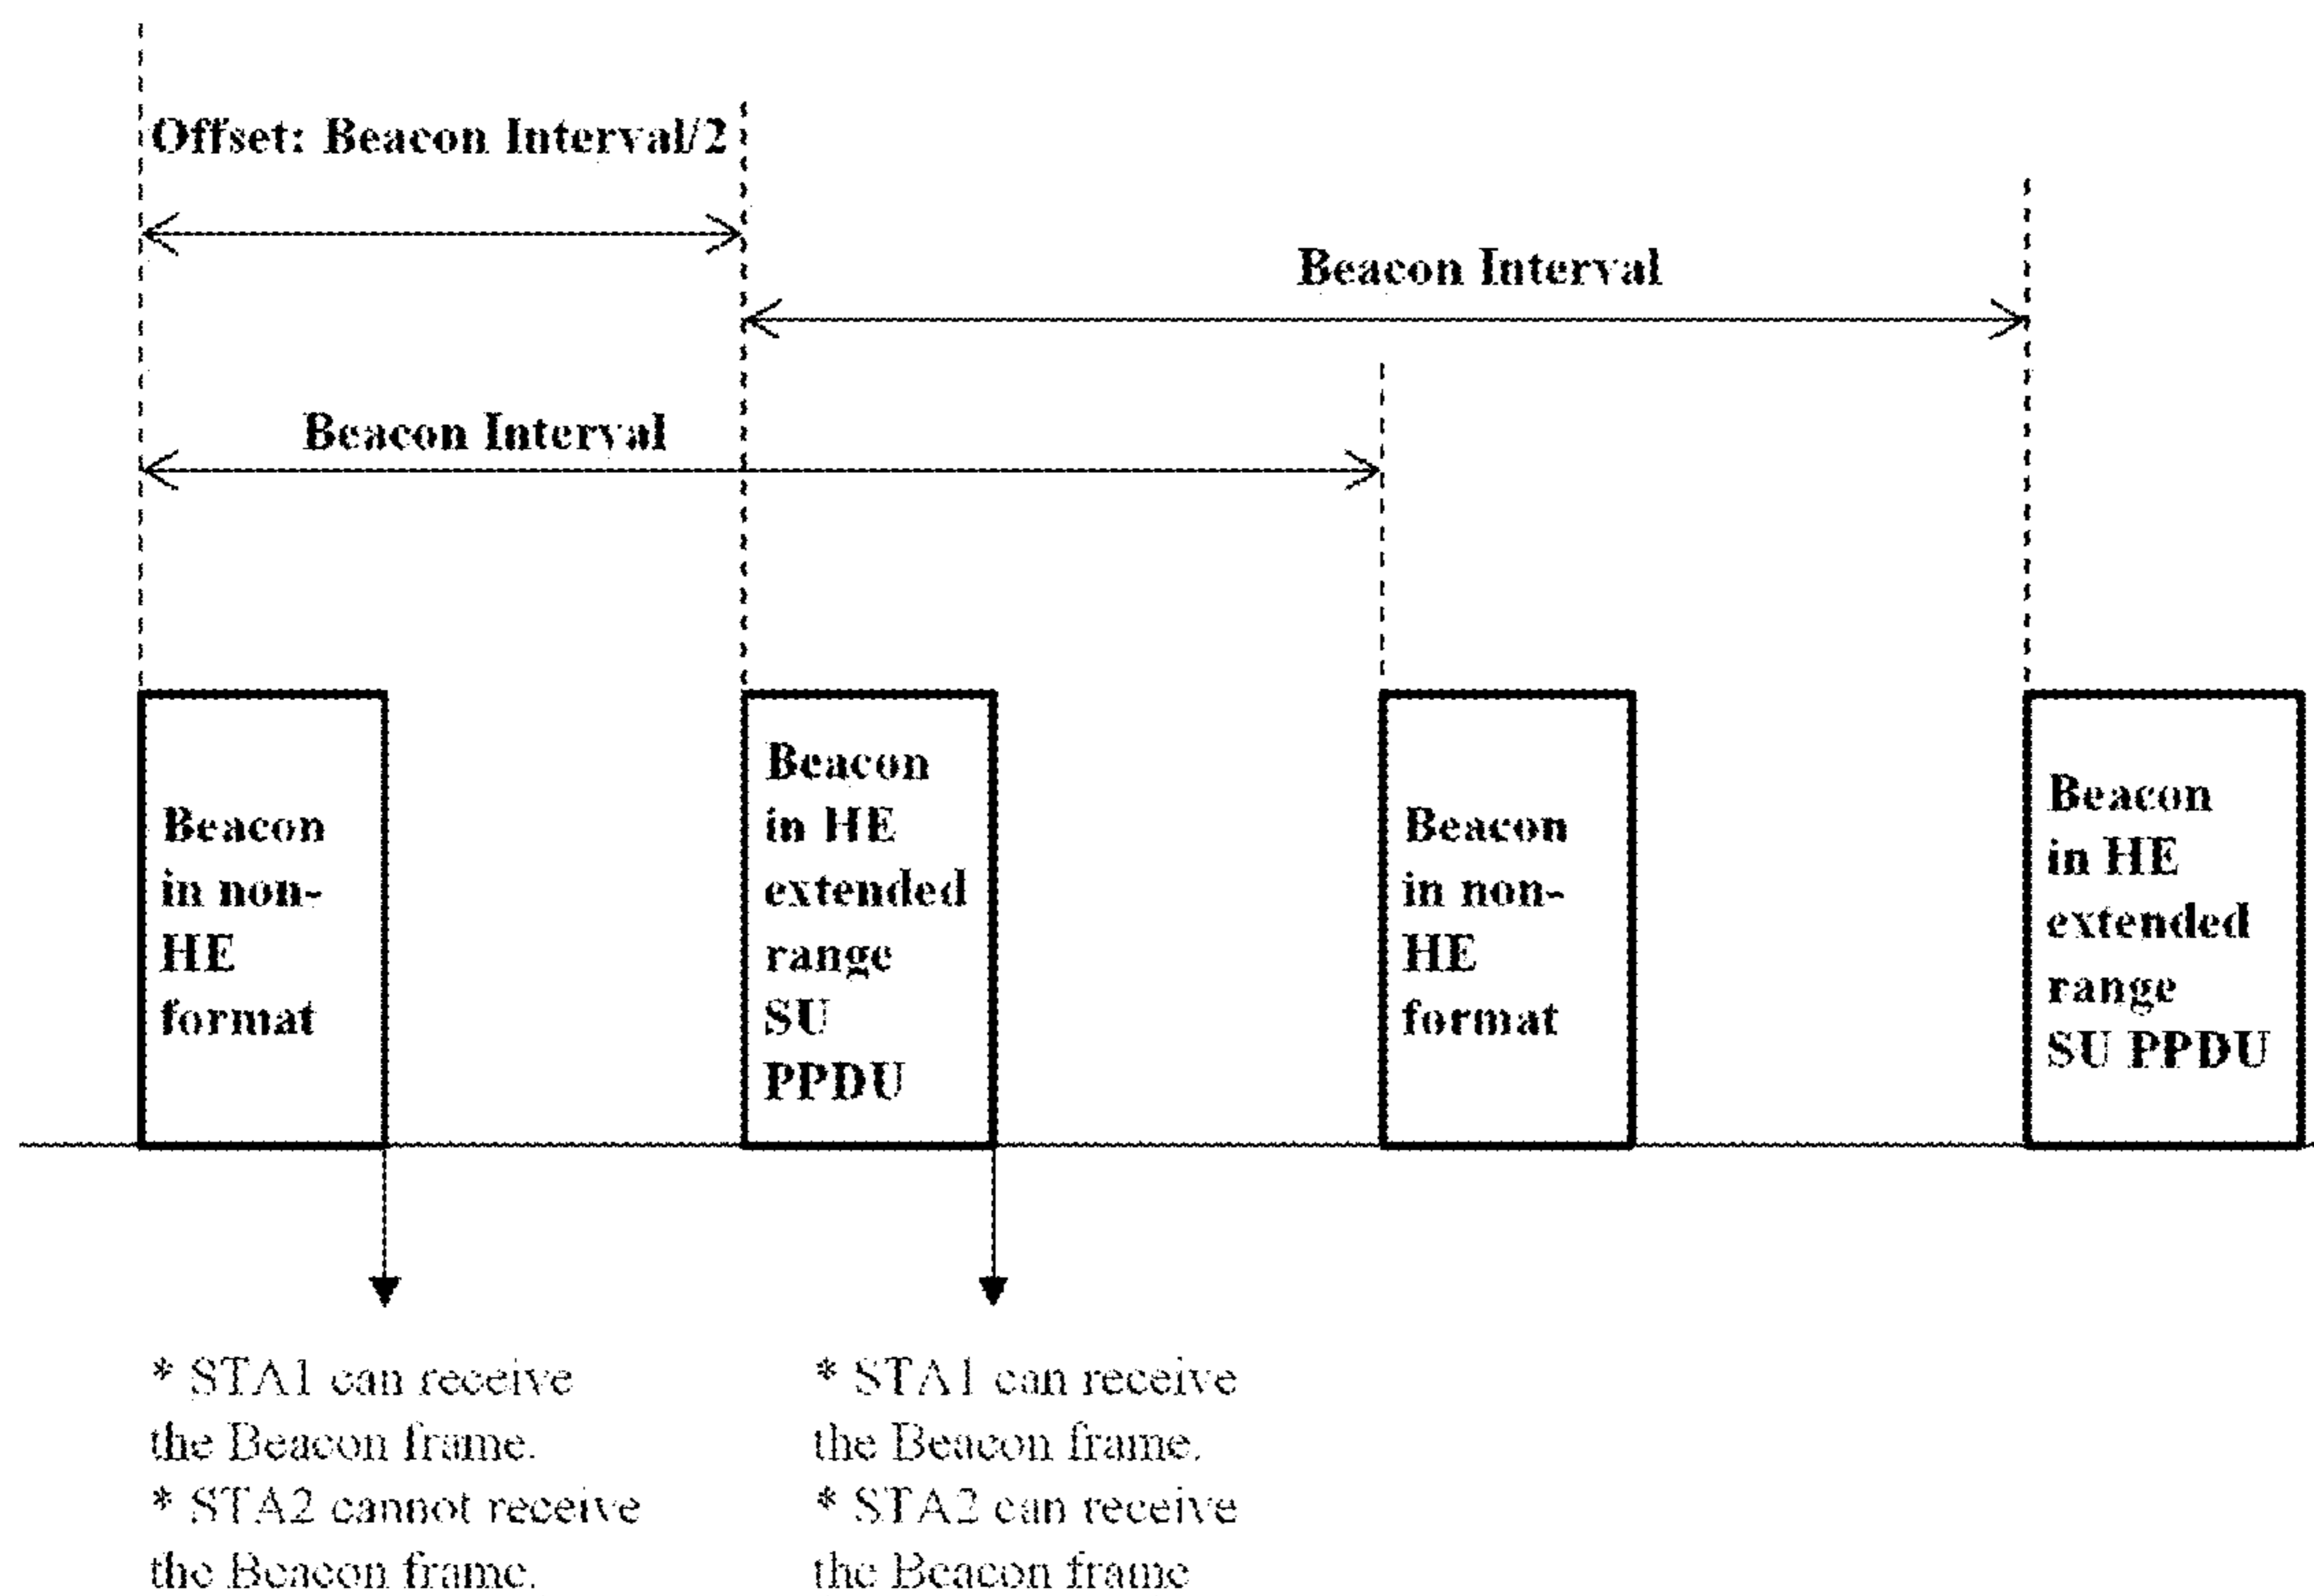 Offset: Beacon Interval/2
Beacon Interval
Beacon Interval
Beacon
in non-
HE
format
Beacon
in HE
extended
range
SU
PPDU
Beacon
in non-
HE
format
Beacon
in HE
extended
range
SU PPDU
* STA1 can receive
the Beacon frame.
* STA2 cannot receive
the Beacon frame.
* STA1 can receive
the Beacon frame.
* STA2 can receive
the Beacon frame